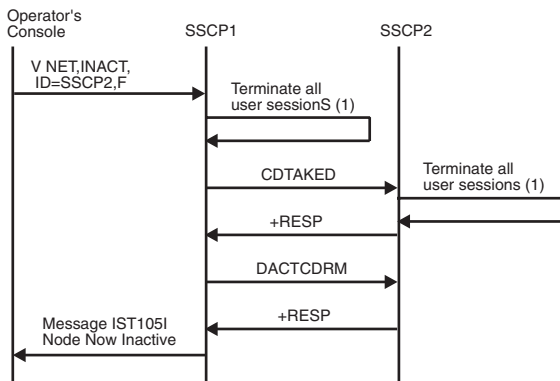 Operator's
Console
SSCP1
SSCP2
V NET,INACT,
ID=SSCP2,F
Terminate all
user sessionS (1)
CDTAKED
Terminate all
user sessions (1)
+RESP
DACTCDRM
+RESP
Message IST105I
Node Now Inactive